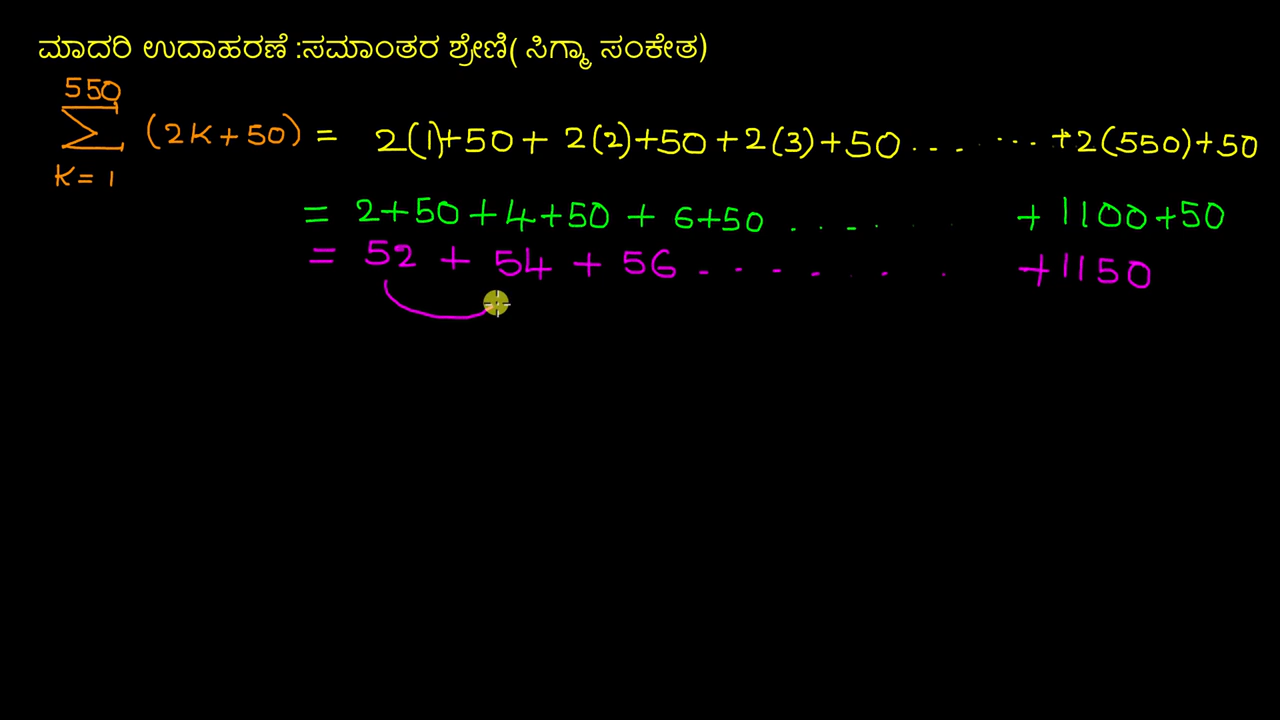 ಮಾದರಿ ಉದಾಹರಣೆ :ಸಮಾಂತರ ಶ್ರೇಣಿ( ಸಿಗ್ಮಾ ಸಂಕೇತ)
550
∑ (2K+50) = 2(1)+50 + 2(2)+50 +2(3)+50 ... ... +2(550)+50
K=1
= 2+50 +4+50 + 6+50 ...... +1100+50
= 52 + 54 + 56 ....... +1150